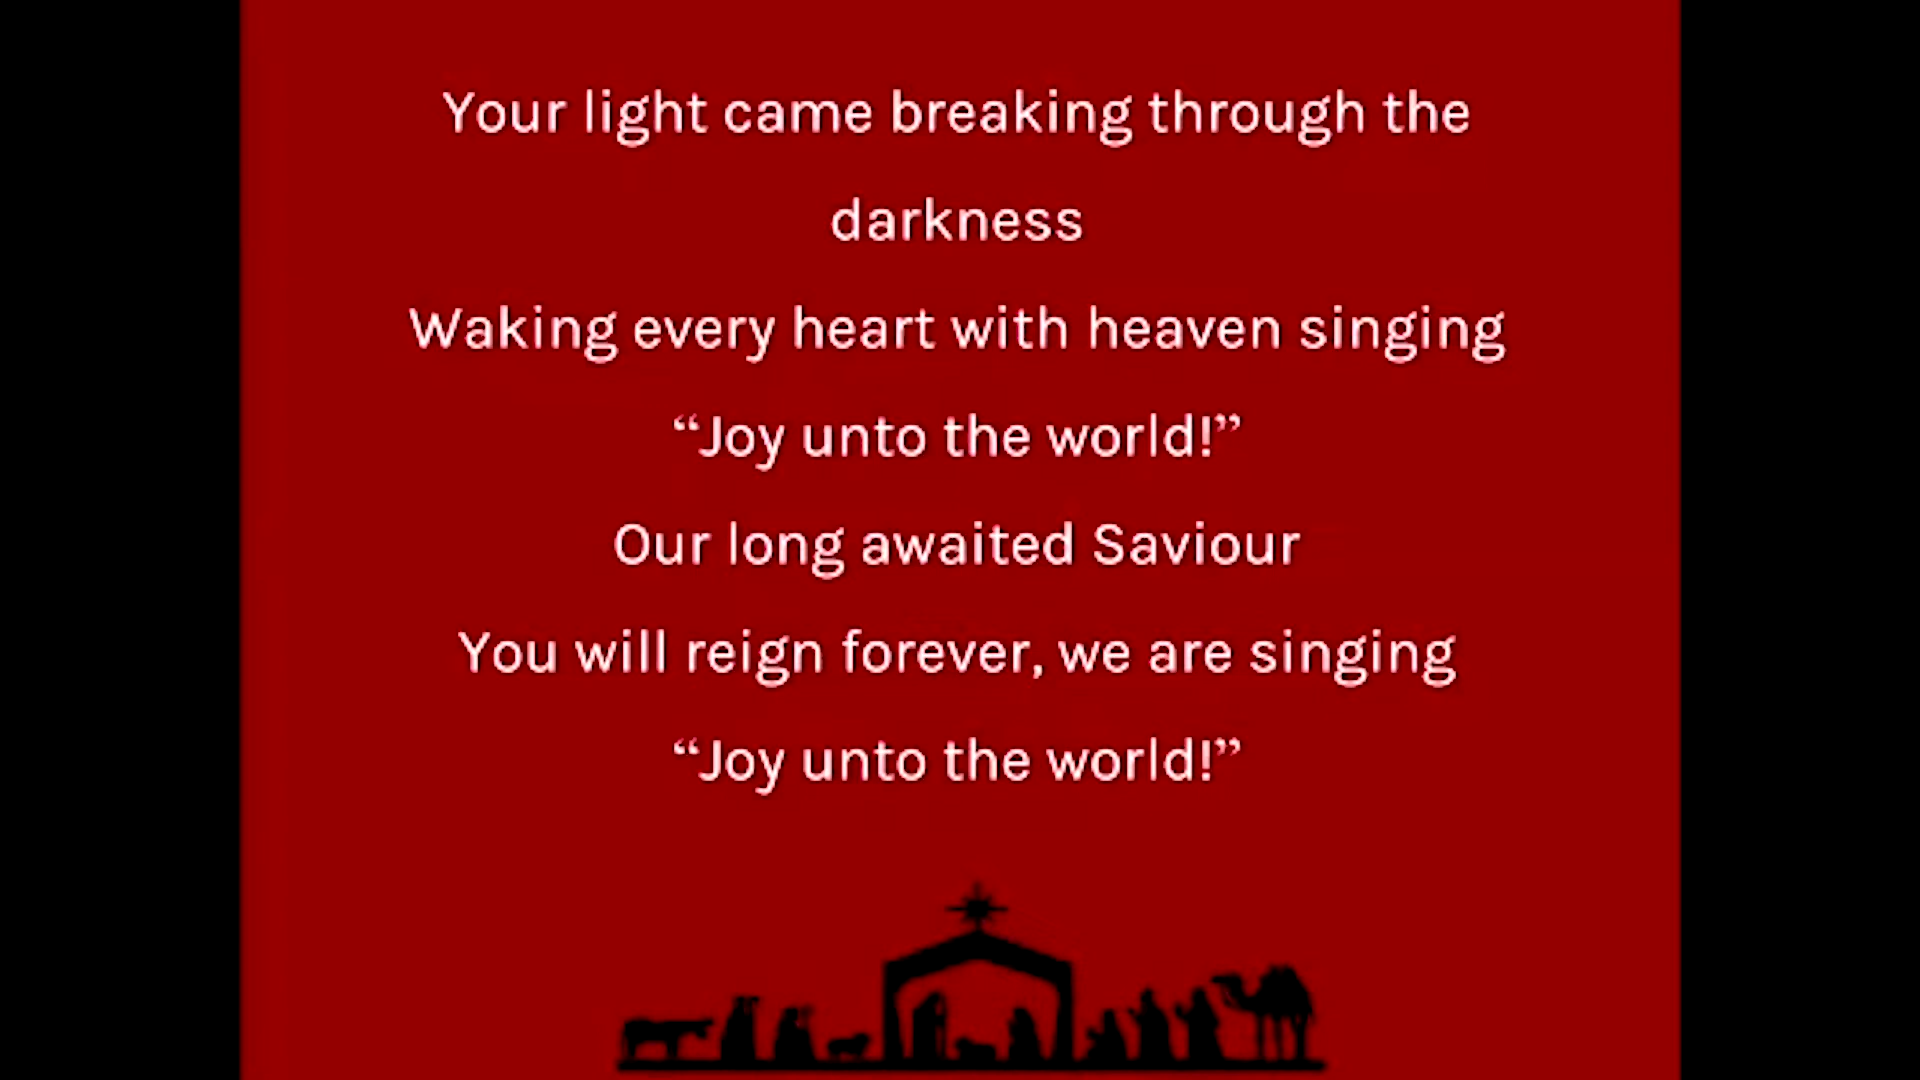 Your light came breaking through the
darkness
Waking every heart with heaven singing
“Joy unto the world!”
Our long awaited Saviour
You will reign forever, we are singing
“Joy unto the world!”